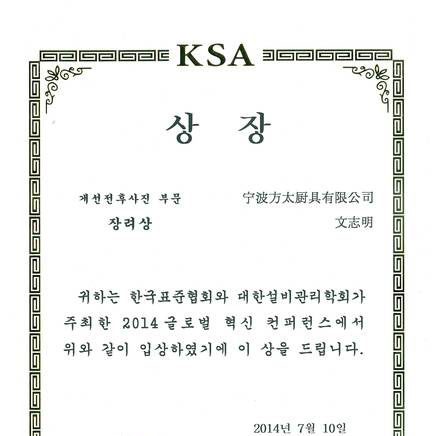 KSA
상 장
개선전후사진 부문 宁波方太厨具有限公司
장려상 文志明
귀하는 한국표준협회와 대한설비관리학회가
주최한 2014글로벌 혁신 컨퍼런스에서
위와 같이 입상하였기에 이 상을 드립니다.
2014년 7월 10일